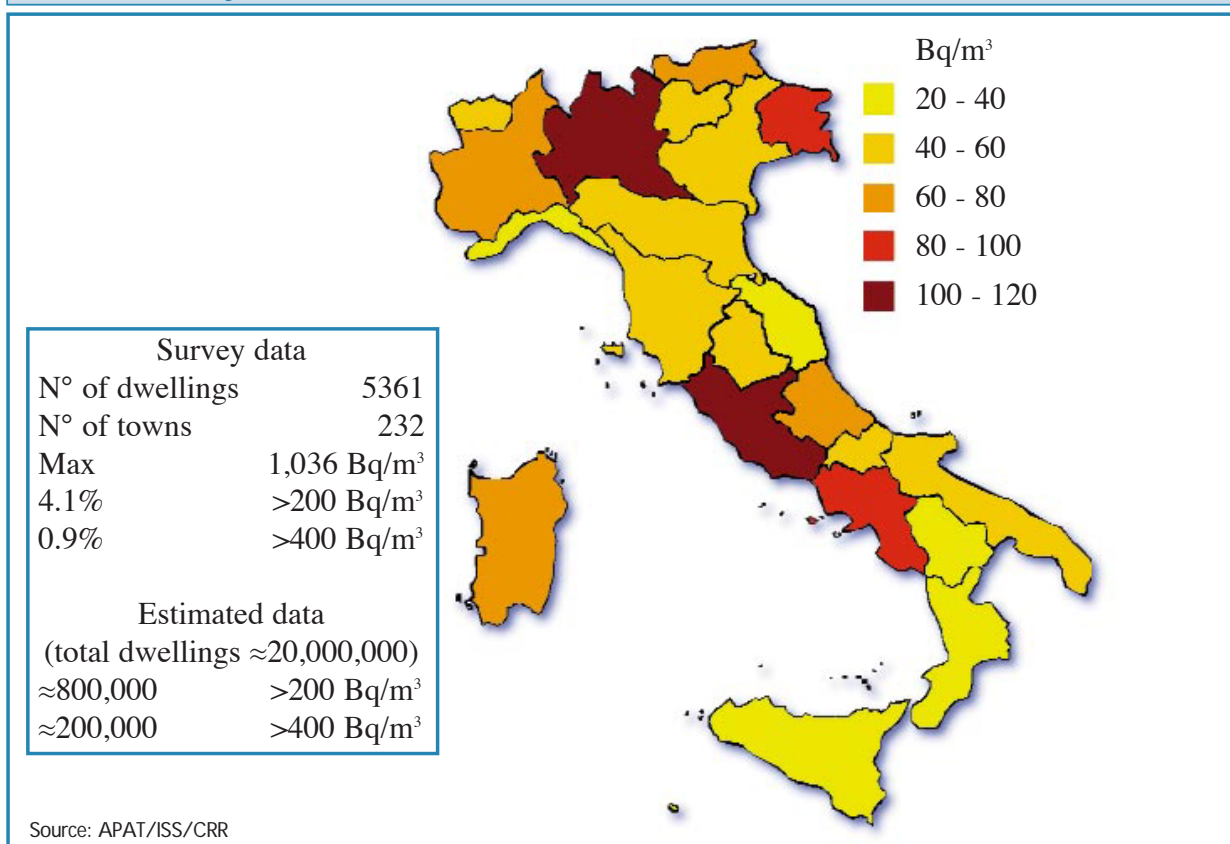 Bq/m³
20 - 40
40 - 60
60 - 80
80 - 100
100 - 120
Survey data
N° of dwellings 5361
N° of towns 232
Max 1,036 Bq/m³
4.1% >200 Bq/m³
0.9% >400 Bq/m³
Estimated data
(total dwellings ≈20,000,000)
≈800,000 >200 Bq/m³
≈200,000 >400 Bq/m³
Source: APAT/ISS/CRR